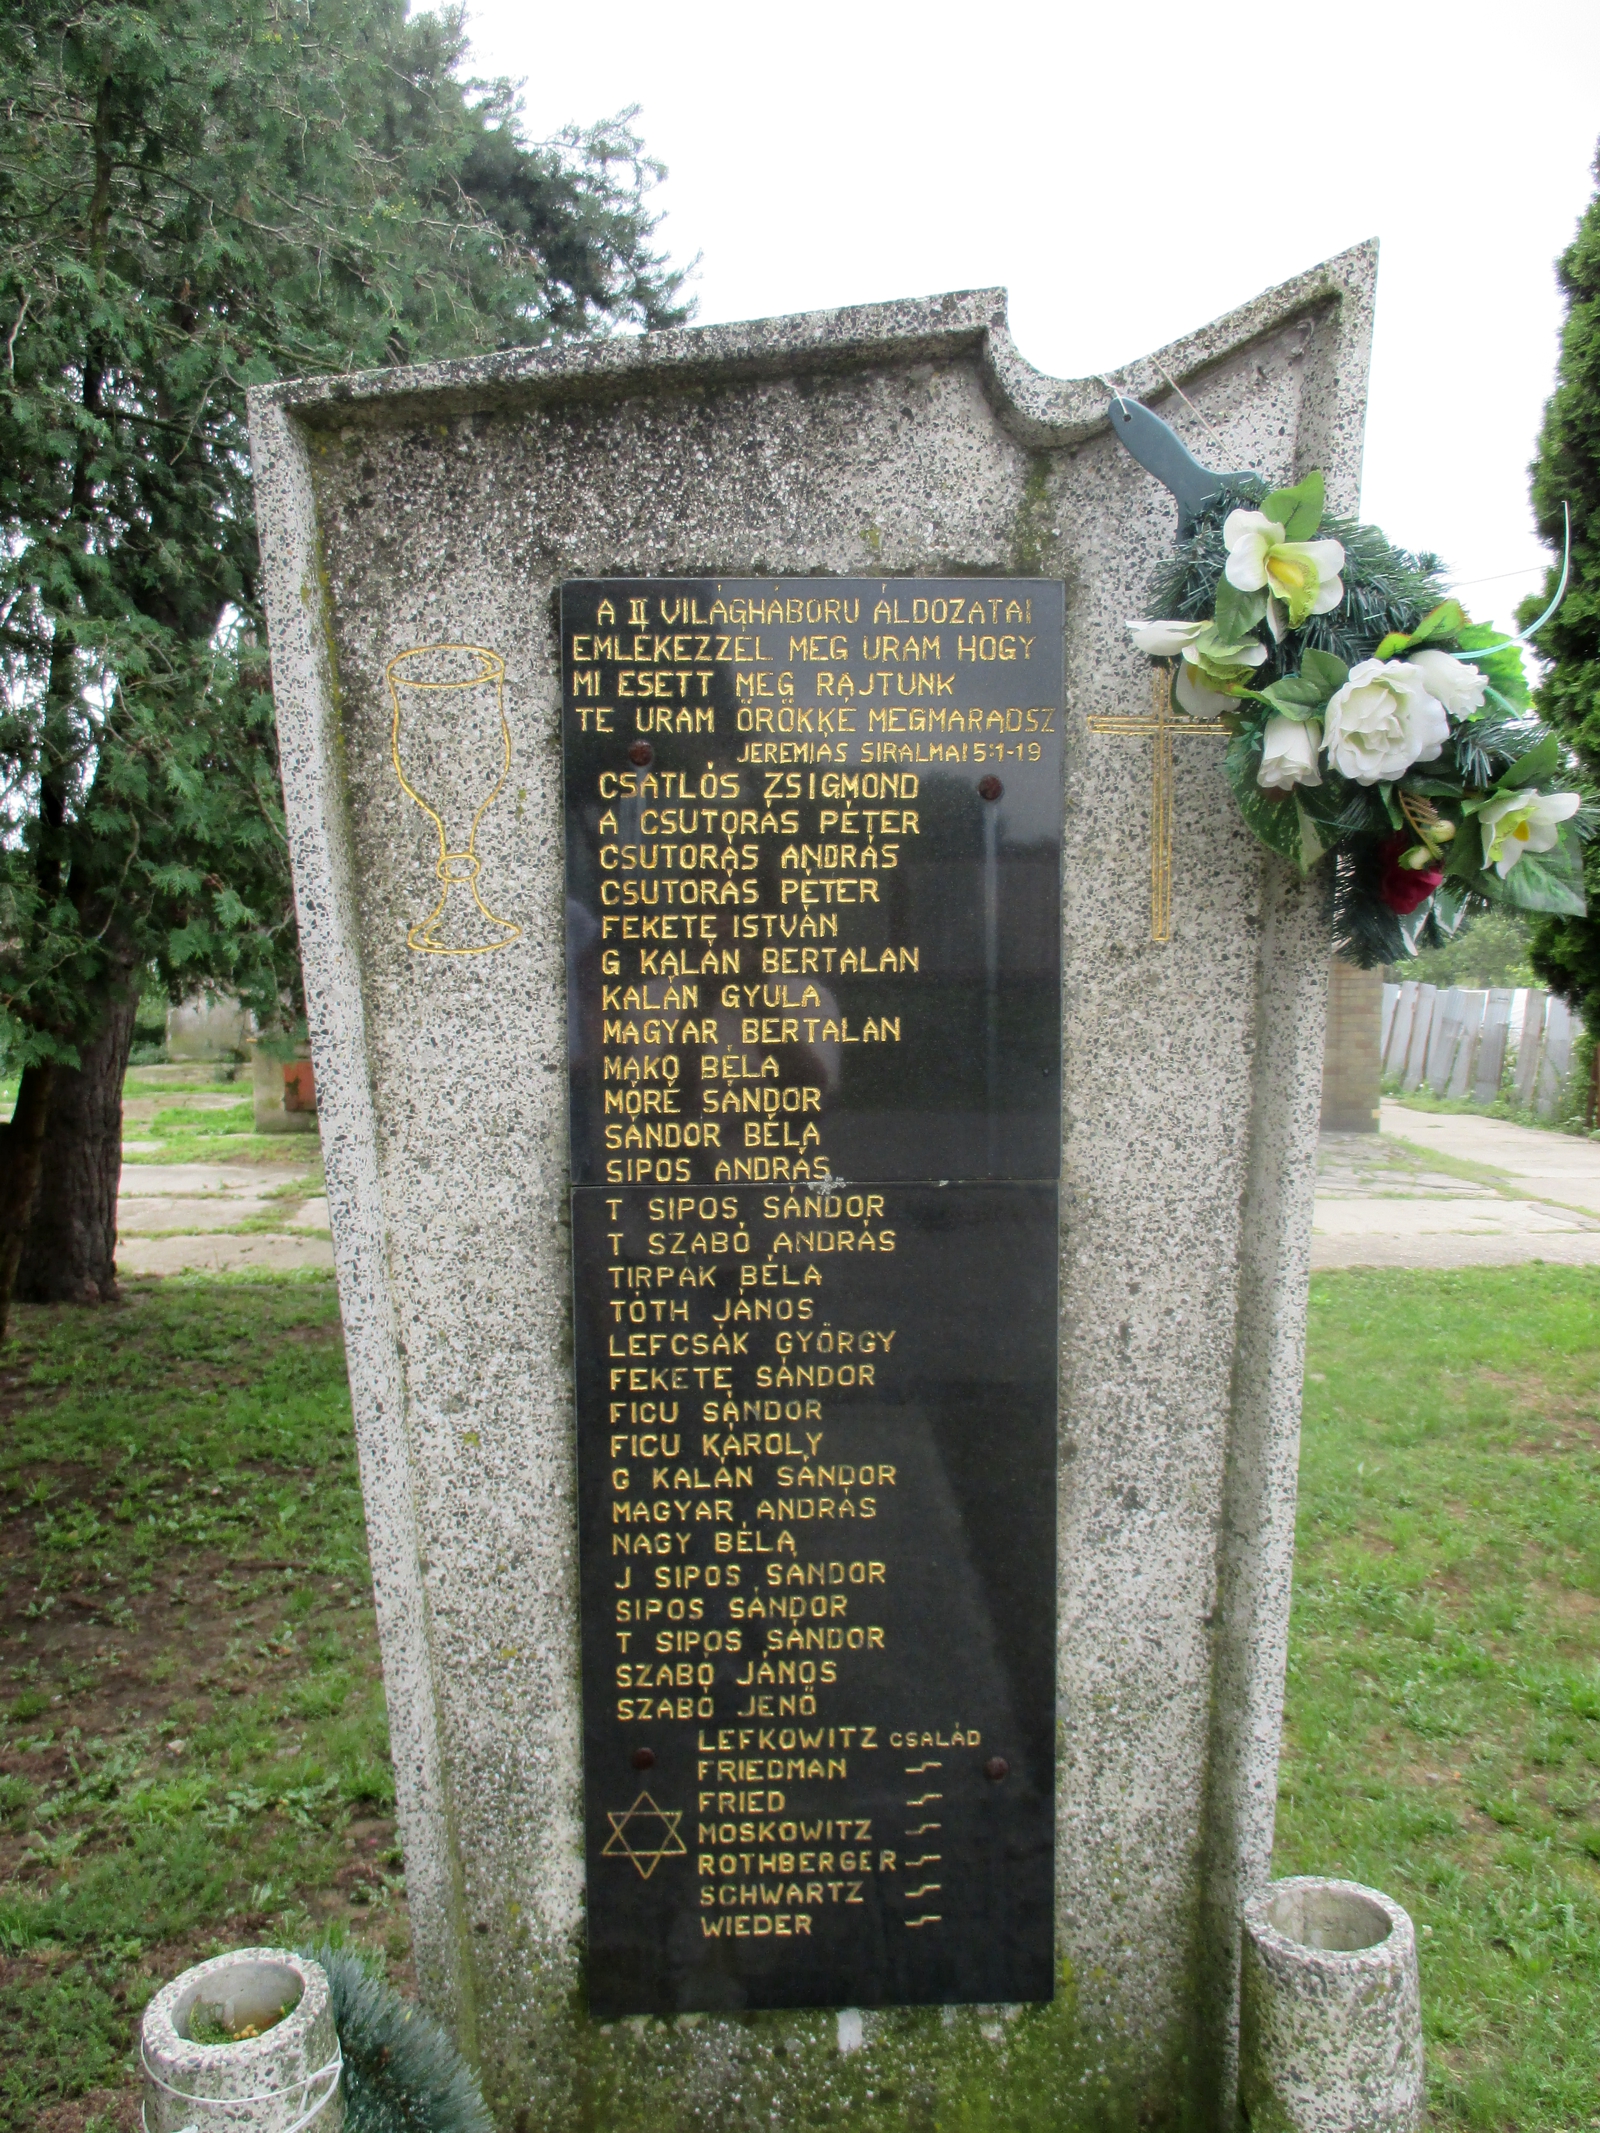 A II VILÁGHÁBORU ÁLDOZATAI
EMLÉKEZZÉL MEG URAM HOGY
MI ESETT MEG RAJTUNK
TE URAM ÖRÖKKÉ MEGMARADSZ
JEREMIÁS SIRALMAI 5:1-19
CSATLÓS ZSIGMOND
A CSUTORÁS PÉTER
CSUTORÁS ANDRÁS
CSUTORÁS PÉTER
FEKETE ISTVÁN
G KALÁN BERTALAN
KALÁN GYULA
MAGYAR BERTALAN
MAKO BÉLA
MÓRÉ SÁNDOR
SÁNDOR BÉLA
SIPOS ANDRÁS
T SIPOS SÁNDOR
T SZABÓ ANDRÁS
TIRPÁK BÉLA
TÓTH JÁNOS
LEFCSÁK GYÖRGY
FEKETE SÁNDOR
FICU SÁNDOR
FICU KÁROLY
G KALÁN SÁNDOR
MAGYAR ANDRÁS
NAGY BÉLA
J SIPOS SÁNDOR
SIPOS SÁNDOR
T SIPOS SÁNDOR
SZABÓ JÁNOS
SZABÓ JENŐ
LEFKOWITZ CSALÁD
FRIEDMAN
FRIED
MOSKOWITZ
ROTHBERGER
SCHWARTZ
WIEDER